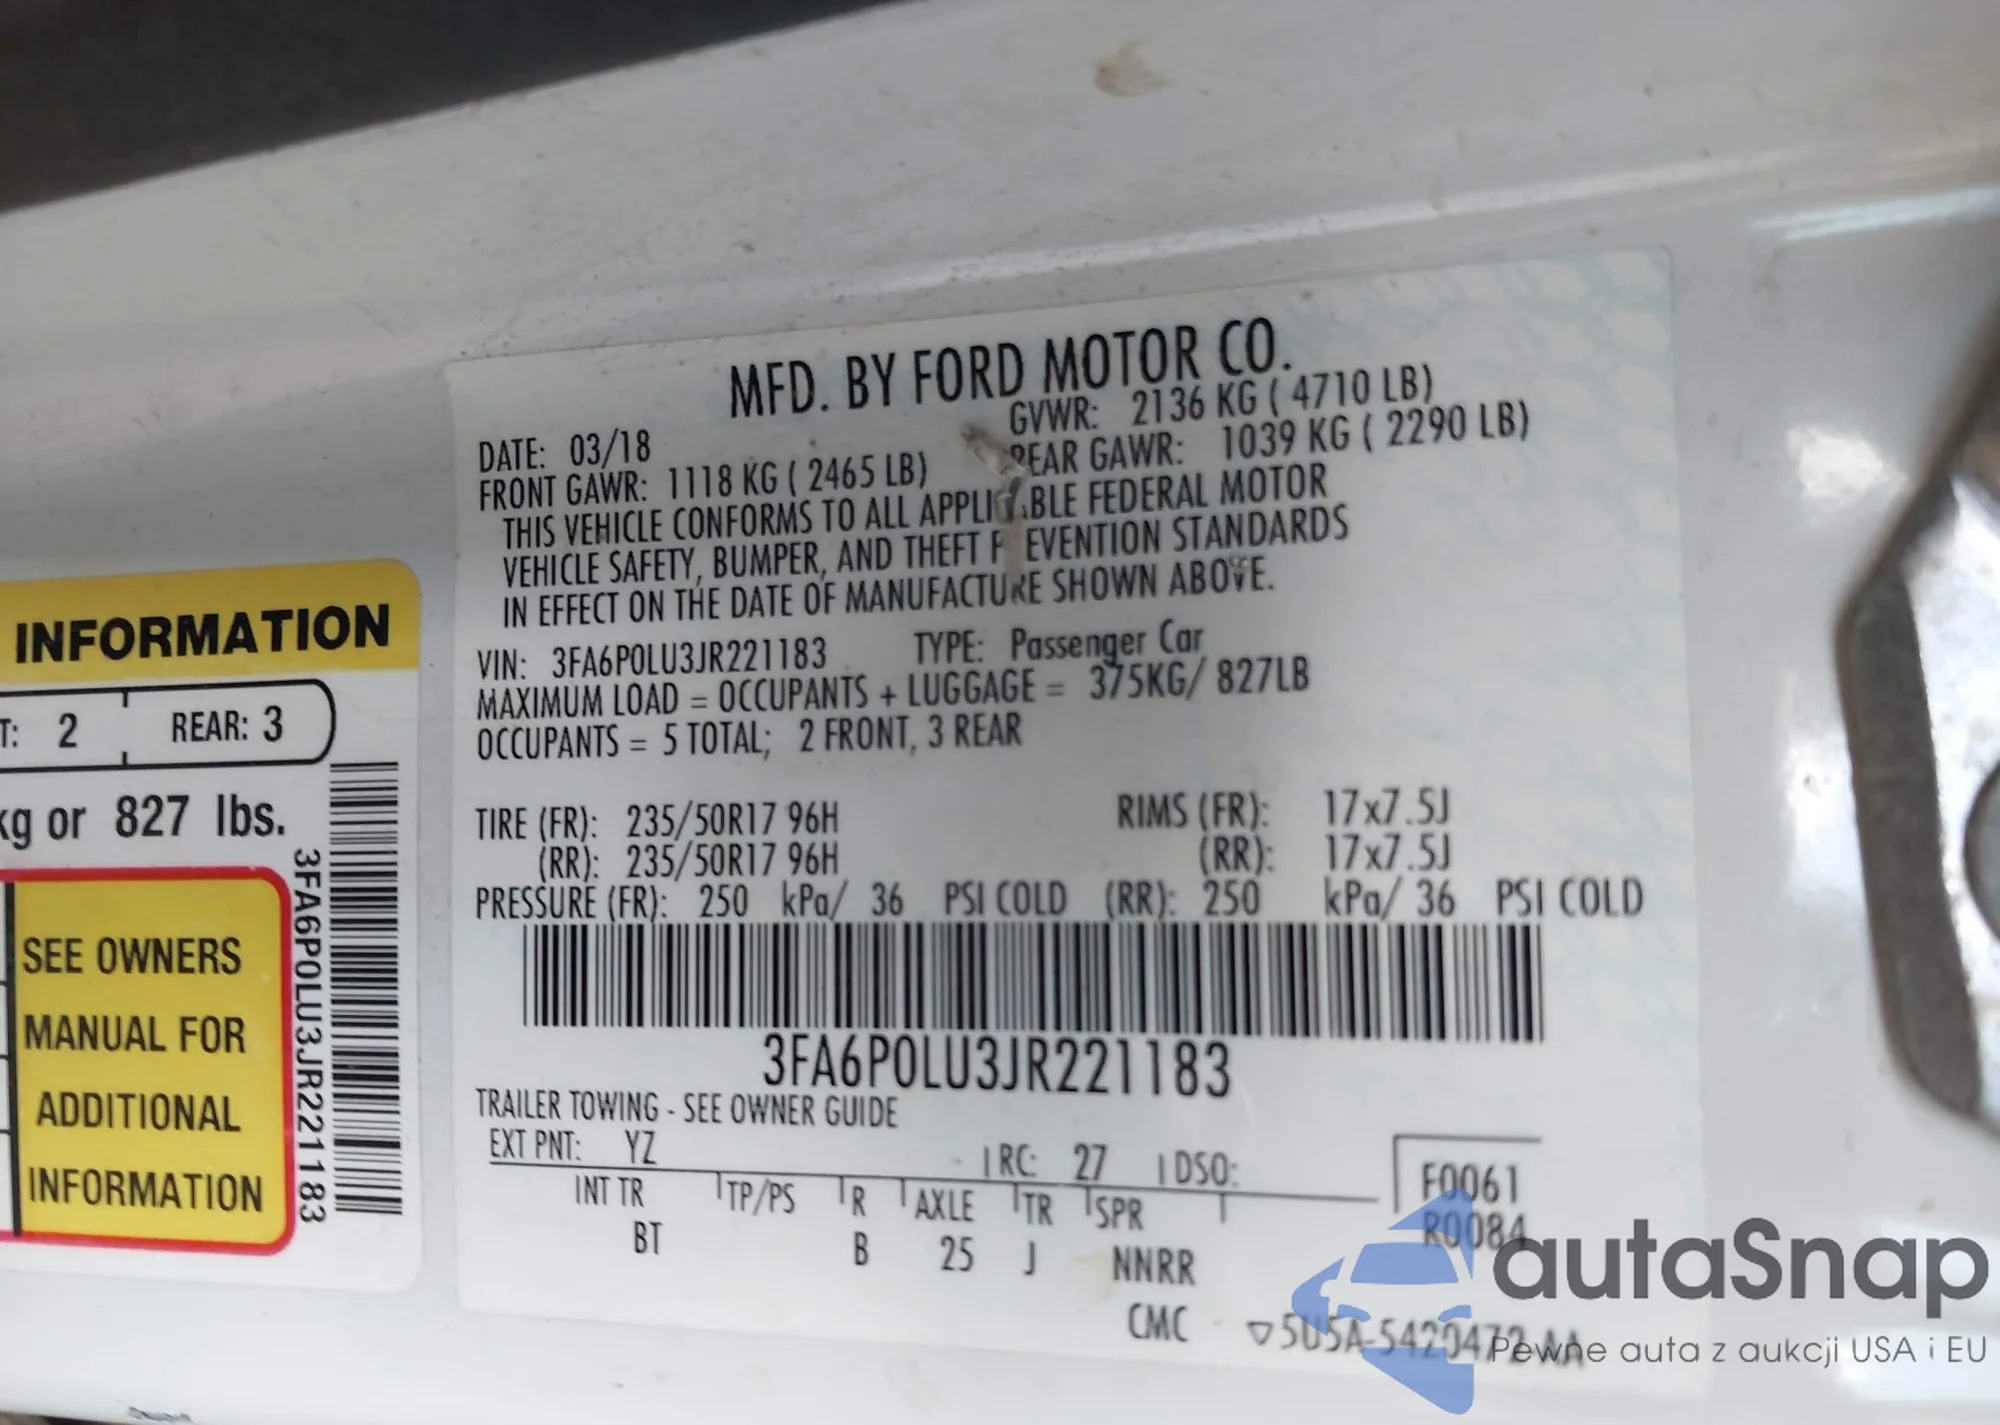 MFD. BY FORD MOTOR CO.
DATE: 03/18 GVWR: 2136 KG ( 4710 LB)
FRONT GAWR: 1118 KG ( 2465 LB) REAR GAWR: 1039 KG ( 2290 LB)
THIS VEHICLE CONFORMS TO ALL APPLICABLE FEDERAL MOTOR
VEHICLE SAFETY, BUMPER, AND THEFT PREVENTION STANDARDS
IN EFFECT ON THE DATE OF MANUFACTURE SHOWN ABOVE.
VIN: 3FA6P0LU3JR221183 TYPE: Passenger Car
MAXIMUM LOAD = OCCUPANTS + LUGGAGE = 375KG/ 827LB
OCCUPANTS = 5 TOTAL; 2 FRONT, 3 REAR
TIRE (FR): 235/50R17 96H RIMS (FR): 17x7.5J
(RR): 235/50R17 96H (RR): 17x7.5J
PRESSURE (FR): 250 kPa/ 36 PSI COLD (RR): 250 kPa/ 36 PSI COLD
3FA6P0LU3JR221183
TRAILER TOWING - SEE OWNER GUIDE
EXT PNT: YZ RC: 27 DSO:
INT TR TP/PS R AXLE TR SPR
BT B 25 J NNRR
F0061
R0084
CMC ▽5U5A-5420472-AA
INFORMATION
T: 2 REAR: 3
kg or 827 lbs.
SEE OWNERS
MANUAL FOR
ADDITIONAL
INFORMATION
3FA6P0LU3JR221183
autaSnap
Pewne auta z aukcji USA i EU